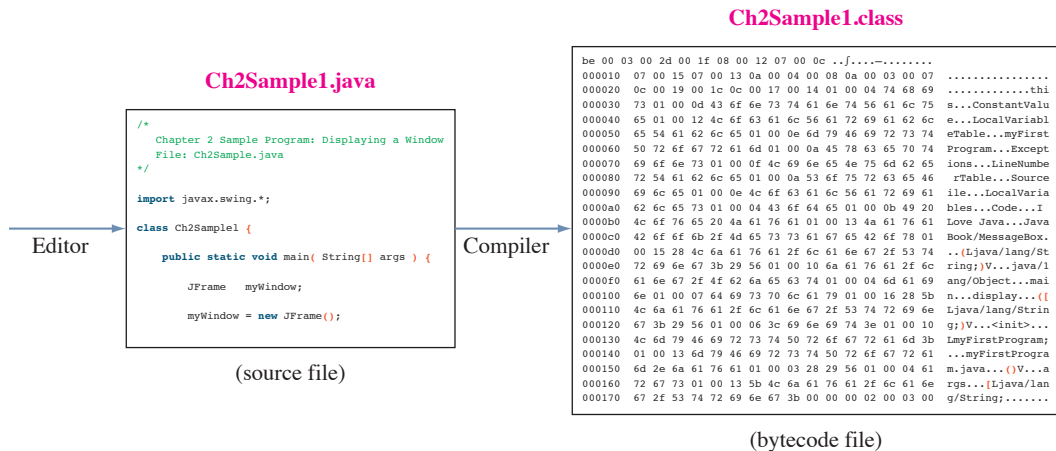 Ch2Sample1.class
Ch2Sample1.java
Editor
/*
Chapter 2 Sample Program: Displaying a Window
File: Ch2Sample.java
*/
import javax.swing.*;
class Ch2Samplel {
public static void main( String[] args ) {
JFrame myWindow;
myWindow = new JFrame();
(source file)
Compiler
be 00 03 00 2d 00 1f 08 00 12 07 00 0c ..∫....—........
000010 07 00 15 07 00 13 0a 00 04 00 08 0a 00 03 00 07 ................
000020 0c 00 19 00 1c 0c 00 17 00 14 01 00 04 74 68 69 .............thi
000030 73 01 00 0d 43 6f 6e 73 74 61 6e 74 56 61 6c 75 s...ConstantValu
000040 65 01 00 12 4c 6f 63 61 6c 56 61 72 69 61 62 6c e...LocalVariabl
000050 65 54 61 62 6c 65 01 00 0e 6d 79 46 69 72 73 74 eTable...myFirst
000060 50 72 6f 67 72 61 6d 01 00 0a 45 78 63 65 70 74 Program...Except
000070 69 6f 6e 73 01 00 0f 4c 69 6e 65 4e 75 6d 62 65 ions...LineNumbe
000080 72 54 61 62 6c 65 01 00 0a 53 6f 75 72 63 65 46 rTable...Source
000090 69 6c 65 01 00 0e 4c 6f 63 61 6c 56 61 72 69 61 ile...LocalVaria
0000a0 62 6c 65 73 01 00 04 43 6f 64 65 01 00 0b 49 20 bles...Code...I
0000b0 4c 6f 76 65 20 4a 61 76 61 01 00 13 4a 61 76 61 Love Java...Java
0000c0 42 6f 6f 6b 2f 4d 65 73 73 61 67 65 42 6f 78 01 Book/MessageBox.
0000d0 00 15 28 4c 6a 61 76 61 2f 6c 61 6e 67 2f 53 74 ..(Ljava/lang/St
0000e0 72 69 6e 67 3b 29 56 01 00 10 6a 61 76 61 2f 6c ring;)V...java/l
0000f0 61 6e 67 2f 4f 62 6a 65 63 74 01 00 04 6d 61 69 ang/Object...mai
000100 6e 01 00 07 64 69 73 70 6c 61 79 01 00 16 28 5b n...display...([
000110 4c 6a 61 76 61 2f 6c 61 6e 67 2f 53 74 72 69 6e Ljava/lang/Strin
000120 67 3b 29 56 01 00 06 3c 69 6e 69 74 3e 01 00 10 g;)V...<init>...
000130 4c 6d 79 46 69 72 73 74 50 72 6f 67 72 61 6d 3b LmyFirstProgram;
000140 01 00 13 6d 79 46 69 72 73 74 50 72 6f 67 72 61 ...myFirstProgra
000150 6d 2e 6a 61 76 61 01 00 03 28 29 56 01 00 04 61 m.java...()V...a
000160 72 67 73 01 00 13 5b 4c 6a 61 76 61 2f 6c 61 6e rgs...[Ljava/lan
000170 67 2f 53 74 72 69 6e 67 3b 00 00 00 02 00 03 00 g/String;.......
(bytecode file)